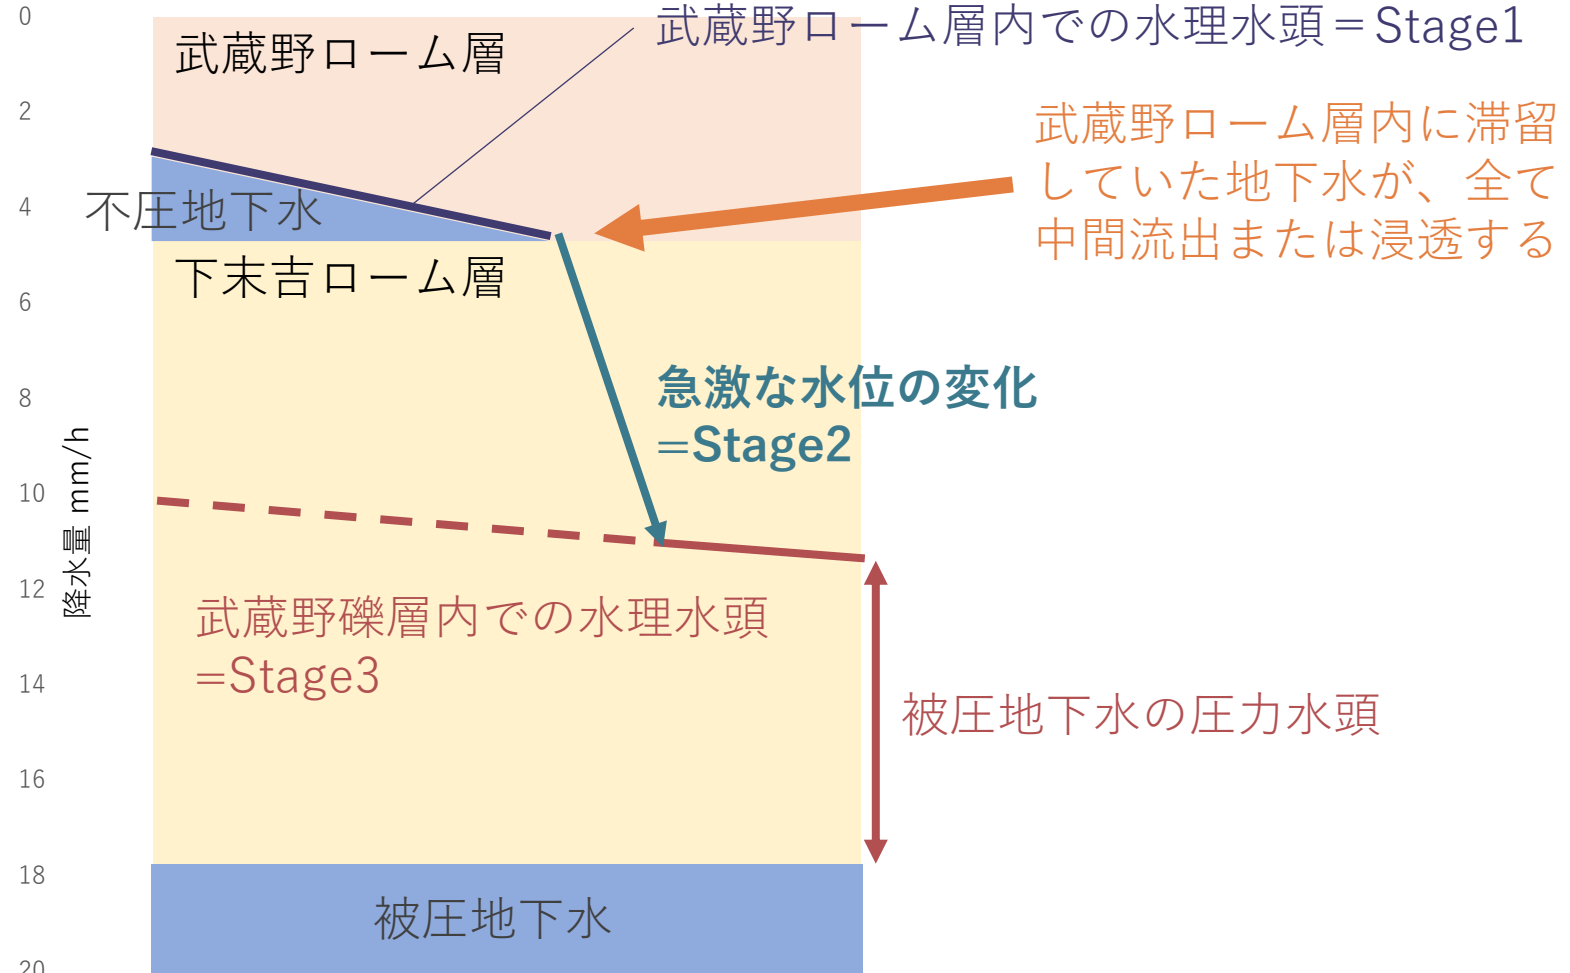 0
武蔵野ローム層内での水理水頭＝Stage1
武蔵野ローム層
2
武蔵野ローム層内に滞留
していた地下水が、全て
中間流出または浸透する
4
不圧地下水
下末吉ローム層
6
急激な水位の変化
=Stage2
8
10
降水量 mm/h
12
武蔵野礫層内での水理水頭
=Stage3
14
被圧地下水の圧力水頭
16
18
被圧地下水
20